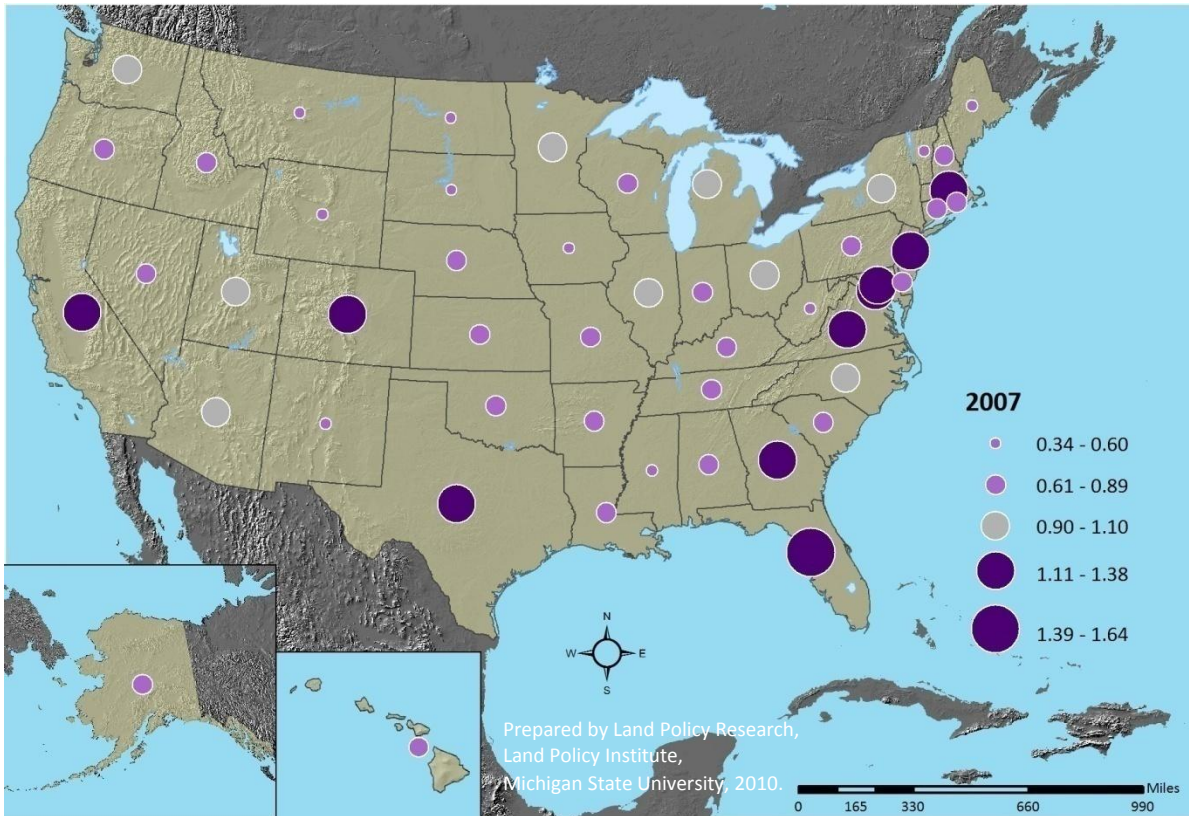 2007
0.34 - 0.60
0.61 - 0.89
0.90 - 1.10
1.11 - 1.38
1.39 - 1.64
N
W E
S
Prepared by Land Policy Research,
Land Policy Institute,
Michigan State University, 2010.
Miles
0 165 330 660 990